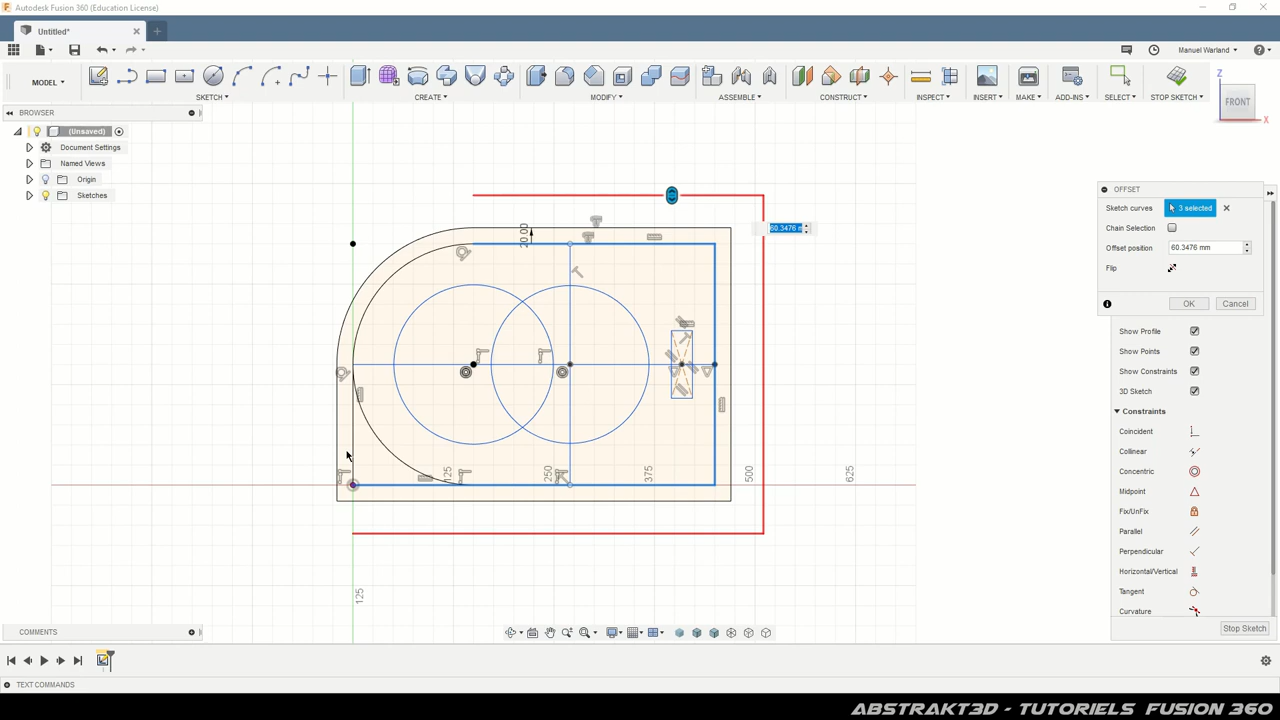 Autodesk Fusion 360 (Education License)
Untitled*
Manuel Warland
MODEL
SKETCH
CREATE
MODIFY
ASSEMBLE
CONSTRUCT
INSPECT
INSERT
MAKE
ADD-INS
SELECT
STOP SKETCH
Z
FRONT
X
BROWSER
(Unsaved)
Document Settings
Named Views
Origin
Sketches
OFFSET
Sketch curves
3 selected
Chain Selection
Offset position
60.3476 mm
Flip
OK
Cancel
60.3476 m
20.00
125
250
375
500
625
125
Show Profile
Show Points
Show Constraints
3D Sketch
Constraints
Coincident
Collinear
Concentric
Midpoint
Fix/UnFix
Parallel
Perpendicular
Horizontal/Vertical
Tangent
Curvature
Stop Sketch
COMMENTS
TEXT COMMANDS
ABSTRAKT3D - TUTORIELS FUSION 360